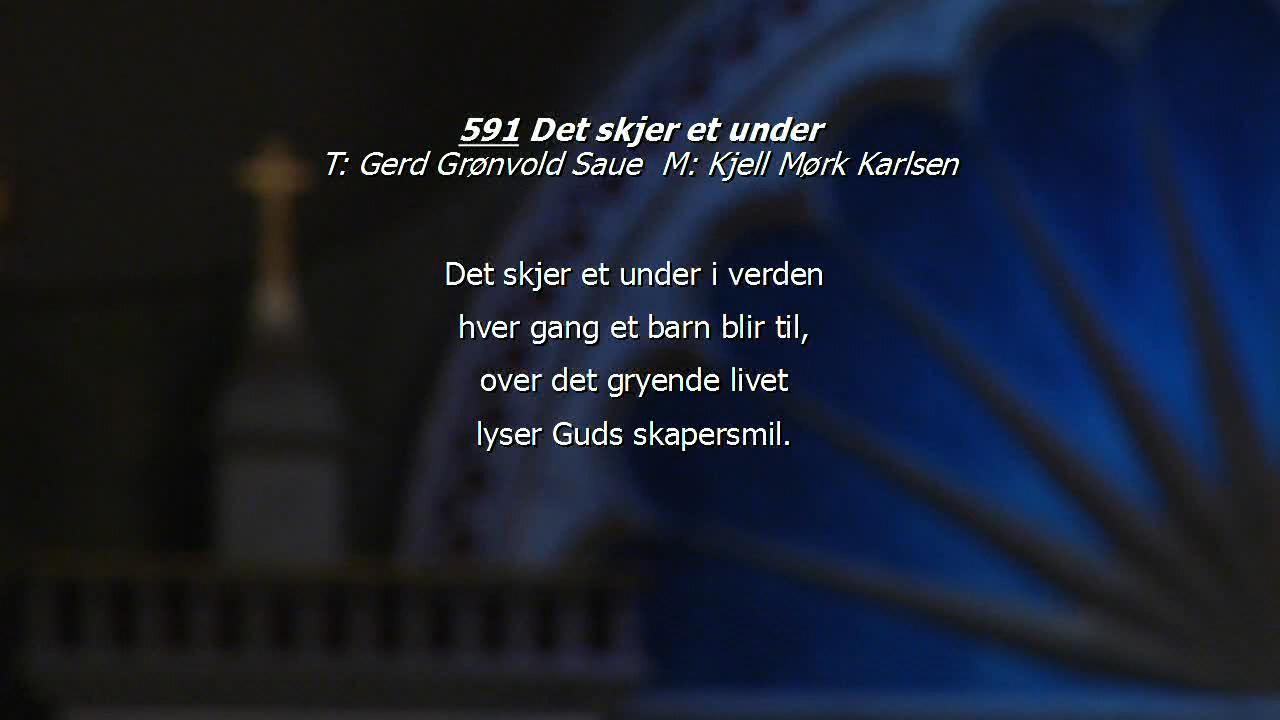 591 Det skjer et under
T: Gerd Grønvold Saue  M: Kjell Mørk Karlsen
Det skjer et under i verden
hver gang et barn blir til,
over det gryende livet
lyser Guds skapersmil.